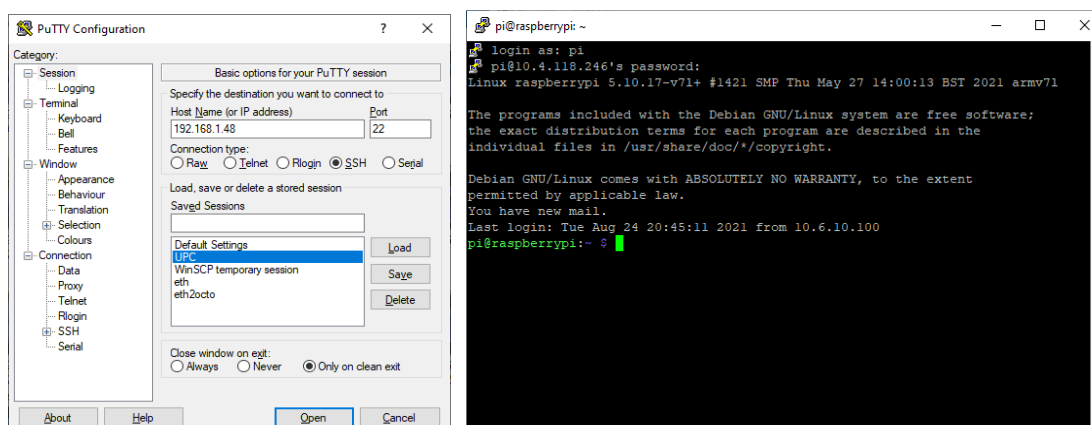 PuTTY Configuration
? X
Category:
Session
Logging
Terminal
Keyboard
Bell
Features
Window
Appearance
Behaviour
Translation
Selection
Colours
Connection
Data
Proxy
Telnet
Rlogin
SSH
Serial
Basic options for your PuTTY session
Specify the destination you want to connect to
Host Name (or IP address) Port
192.168.1.48 22
Connection type:
Raw Telnet Rlogin SSH Serial
Load, save or delete a stored session
Saved Sessions
Default Settings
UPC
WinSCP temporary session
eth
eth2octo
Load
Save
Delete
Close window on exit:
Always Never Only on clean exit
About Help Open Cancel
pi@raspberrypi: ~
login as: pi
pi@10.4.118.246's password:
Linux raspberrypi 5.10.17-v7l+ #1421 SMP Thu May 27 14:00:13 BST 2021 armv7l
The programs included with the Debian GNU/Linux system are free software;
the exact distribution terms for each program are described in the
individual files in /usr/share/doc/*/copyright.
Debian GNU/Linux comes with ABSOLUTELY NO WARRANTY, to the extent
permitted by applicable law.
You have new mail.
Last login: Tue Aug 24 20:45:11 2021 from 10.6.10.100
pi@raspberrypi:~ $